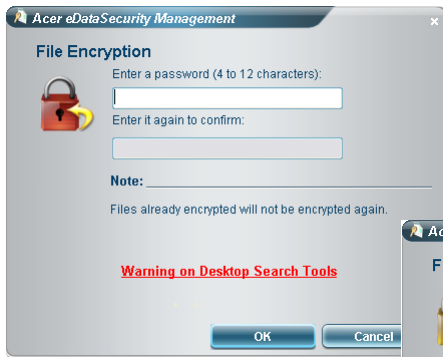 Acer eDataSecurity Management
File Encryption
Enter a password (4 to 12 characters):
Enter it again to confirm:
Note:
Files already encrypted will not be encrypted again.
Warning on Desktop Search Tools
OK
Cancel
Ac
F